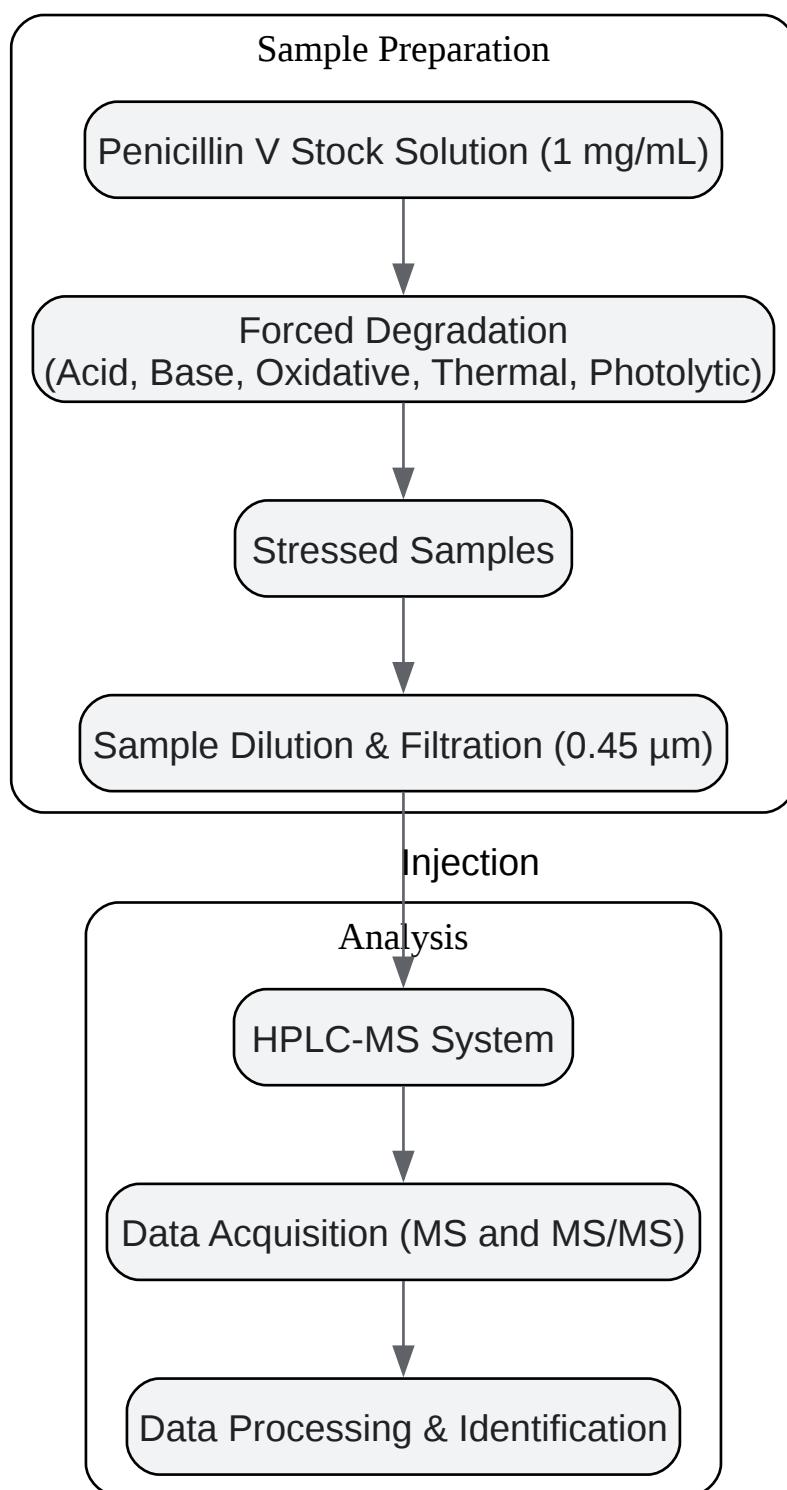 Sample Preparation
Penicillin V Stock Solution (1 mg/mL)
Forced Degradation
(Acid, Base, Oxidative, Thermal, Photolytic)
Stressed Samples
Sample Dilution & Filtration (0.45 µm)
Injection
Analysis
HPLC-MS System
Data Acquisition (MS and MS/MS)
Data Processing & Identification